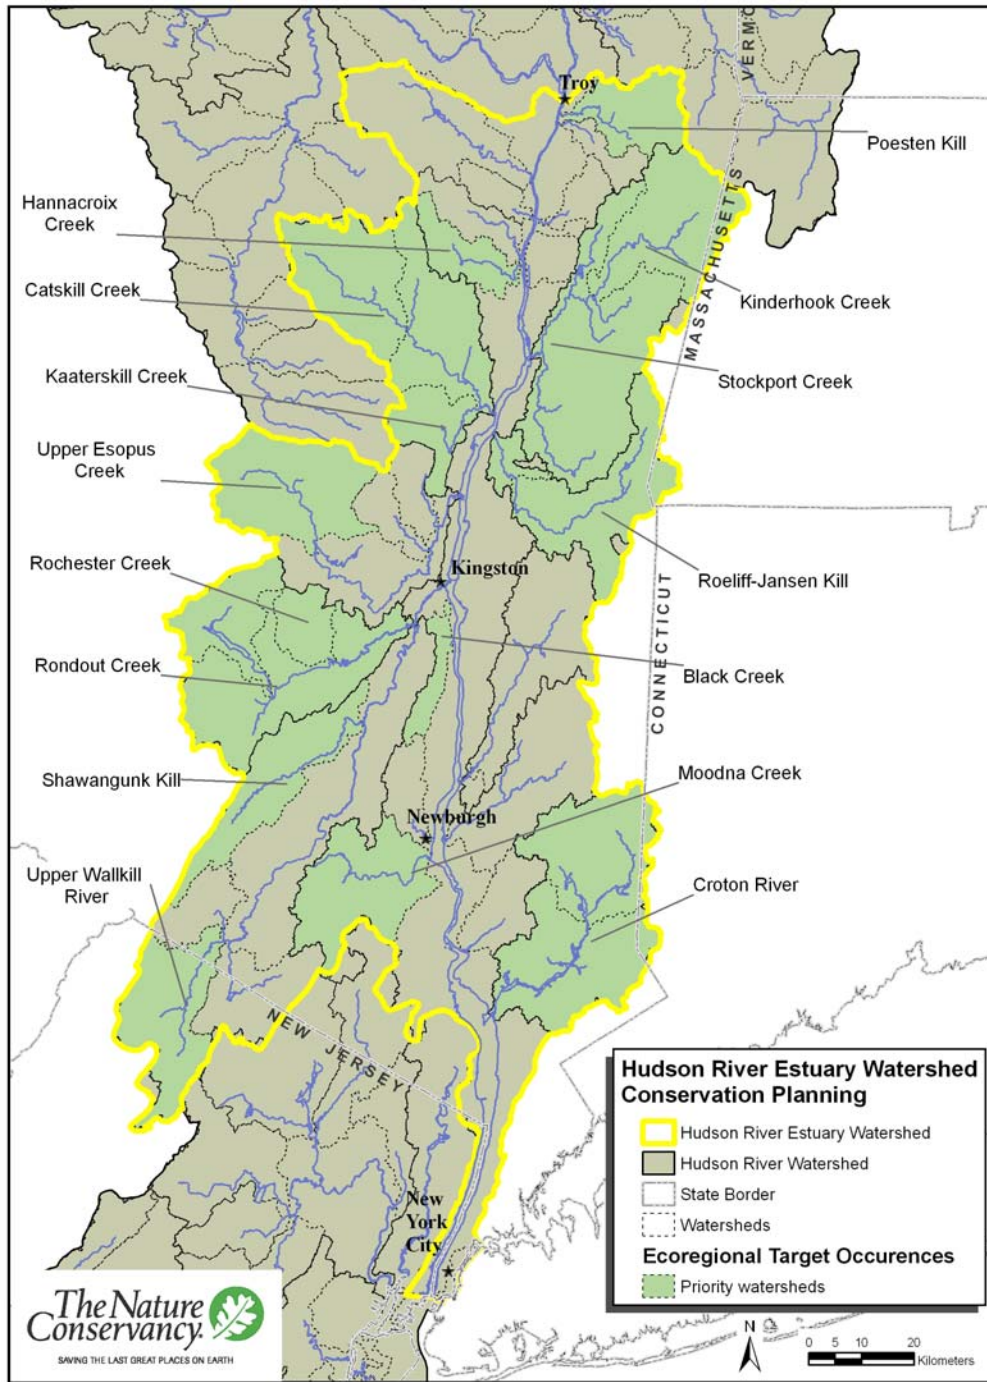 VERMO
Troy
Poesten Kill
Hannacroix
Creek
MASSACHUSETTS
Catskill Creek
Kinderhook Creek
Kaaterskill Creek
Stockport Creek
Upper Esopus
Creek
Rochester Creek
Kingston
Roeliff-Jansen Kill
CONNECTICUT
Rondout Creek
Black Creek
Shawangunk Kill
Moodna Creek
Newburgh
Upper Wallkill
River
Croton River
NEW JERSEY
New
York
City
Hudson River Estuary Watershed
Conservation Planning
Hudson River Estuary Watershed
Hudson River Watershed
State Border
Watersheds
Ecoregional Target Occurences
Priority watersheds
The Nature
Conservancy
SAVING THE LAST GREAT PLACES ON EARTH
N
0 5 10 20
Kilometers